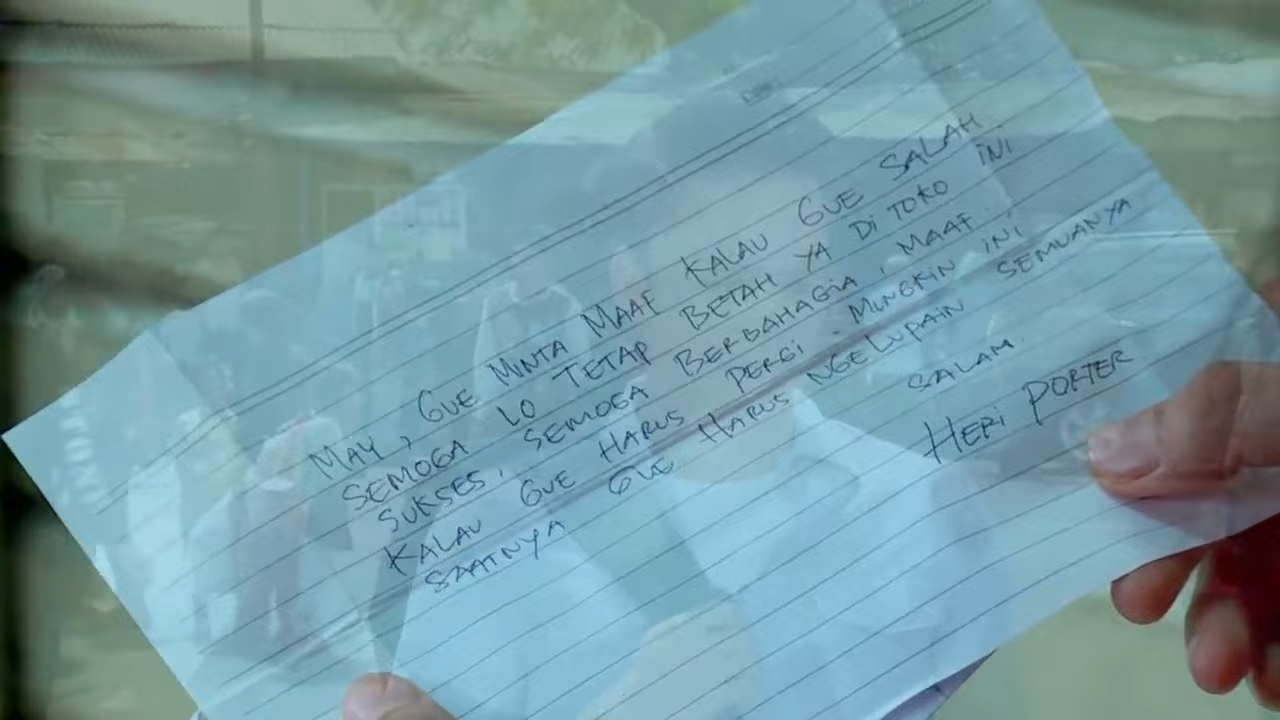 MAY, GUE MINTA MAAF KALAU GUE SALAH
SEMOGA LO TETAP BETAH YA DI TOKO INI
SUKSES, SEMOGA BERBAHAGIA, MAAF
KALAU GUE HARUS PERGI. MUNGKIN INI
SAATNYA GUE HARUS NGELUPAIN SEMUANYA
SALAM.
HERI PORTER